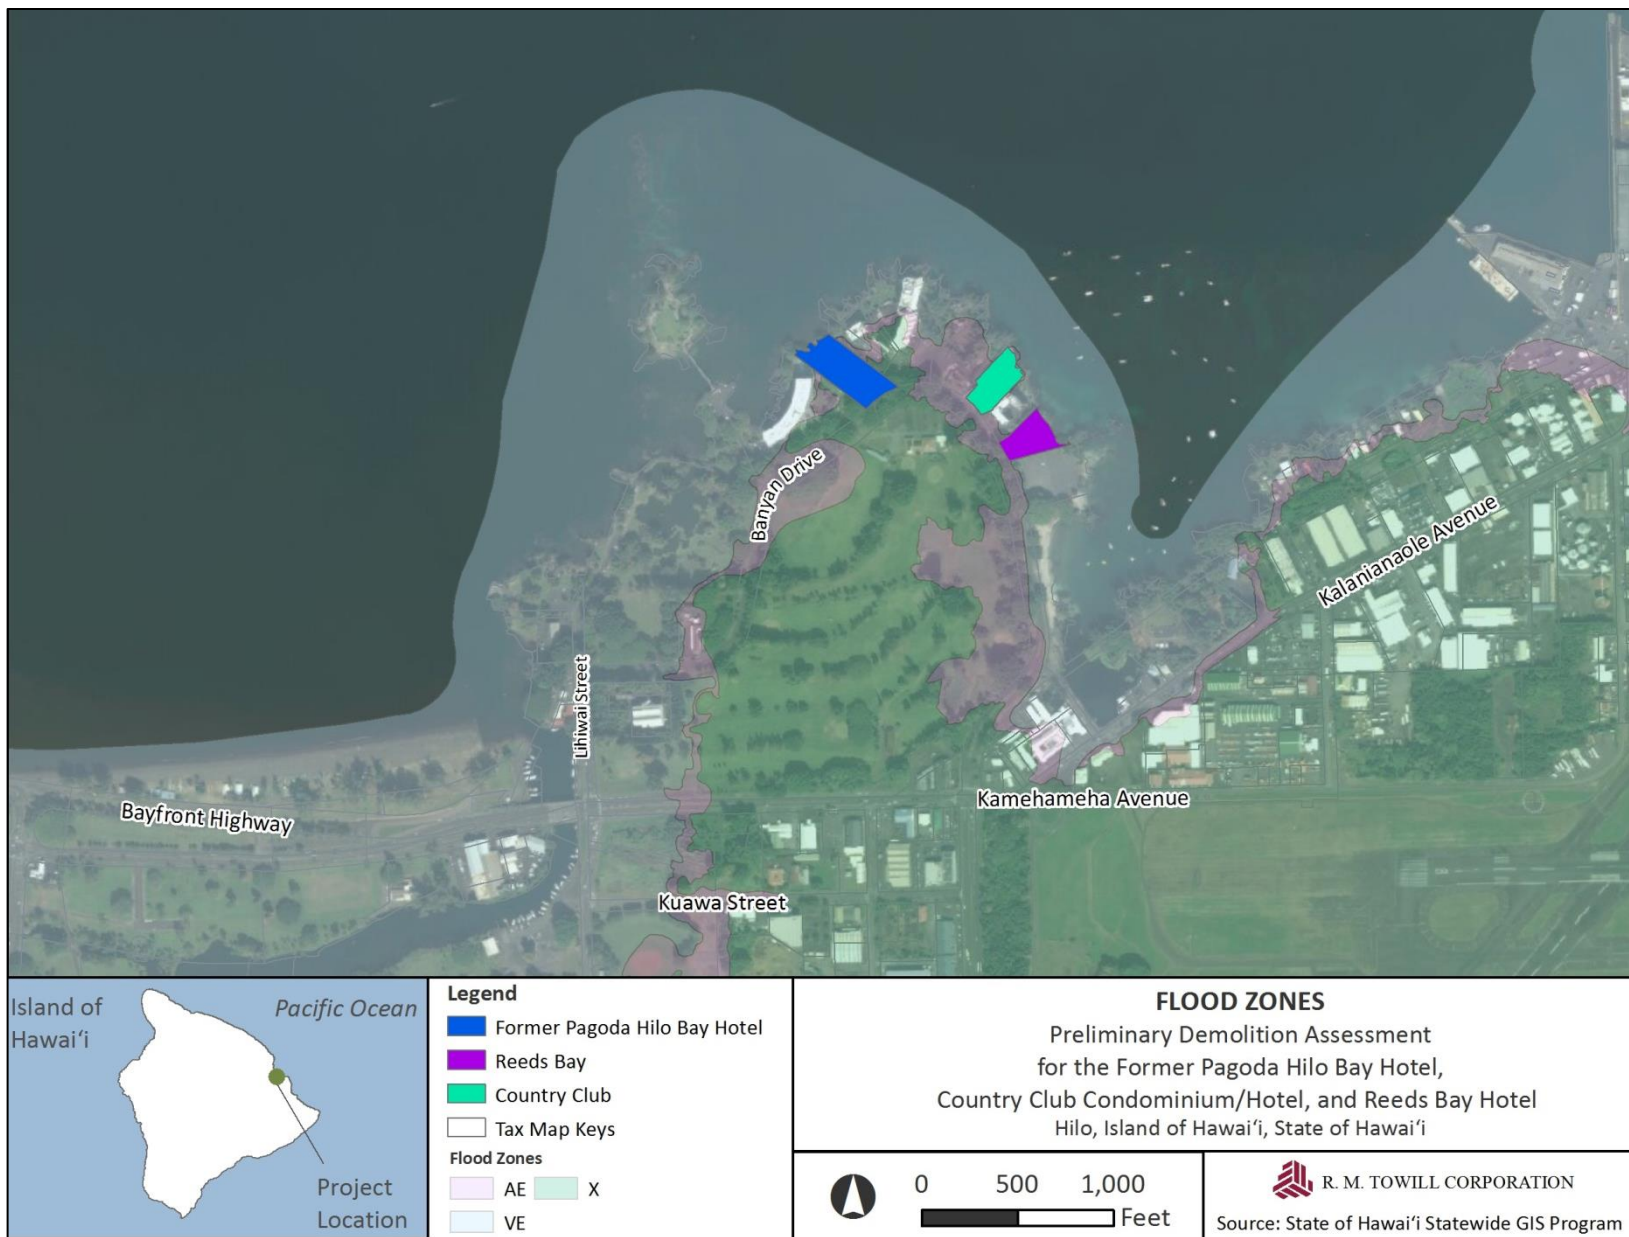 Banyan Drive
Kalanianaole Avenue
Lihiwai Street
Bayfront Highway
Kamehameha Avenue
Kuawa Street
Island of
Hawaiʻi
Pacific Ocean
Project
Location
Legend
Former Pagoda Hilo Bay Hotel
Reeds Bay
Country Club
Tax Map Keys
Flood Zones
AE X
VE
FLOOD ZONES
Preliminary Demolition Assessment
for the Former Pagoda Hilo Bay Hotel,
Country Club Condominium/Hotel, and Reeds Bay Hotel
Hilo, Island of Hawaiʻi, State of Hawaiʻi
0 500 1,000
Feet
R. M. TOWILL CORPORATION
Source: State of Hawaiʻi Statewide GIS Program